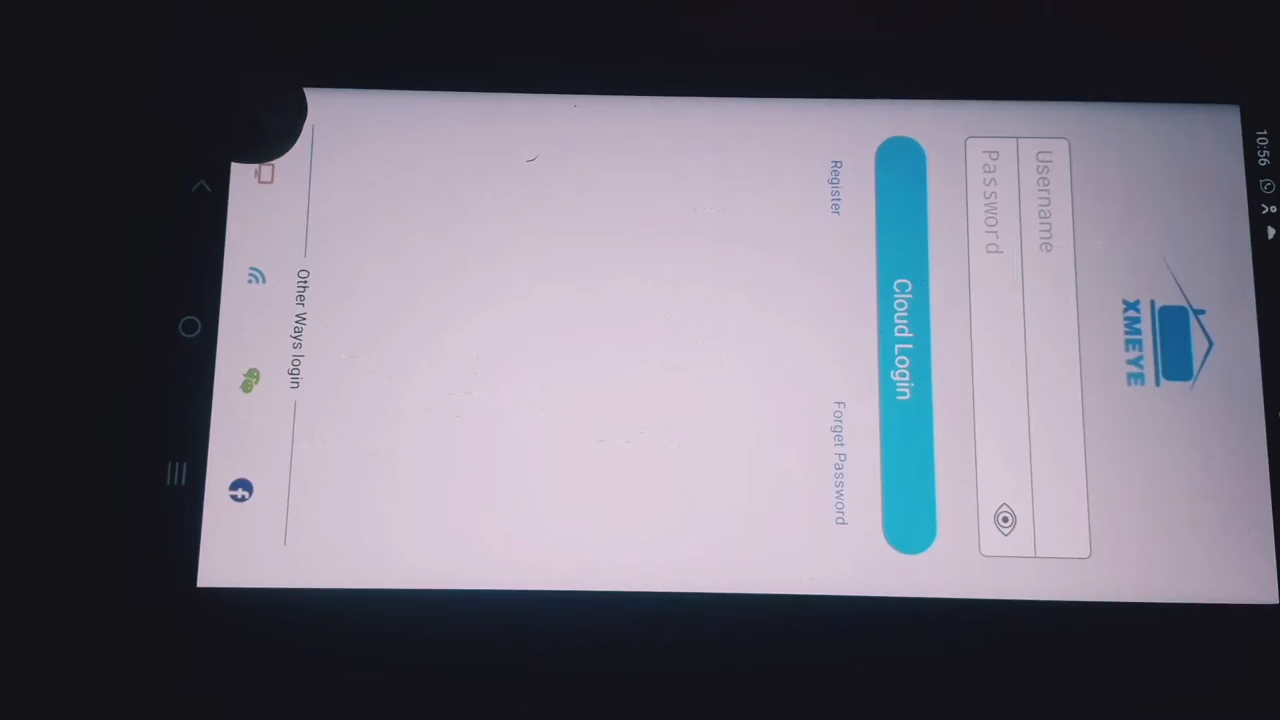 10:56
XMEYE
Username
Password
Cloud Login
Register Forget Password
Other Ways login